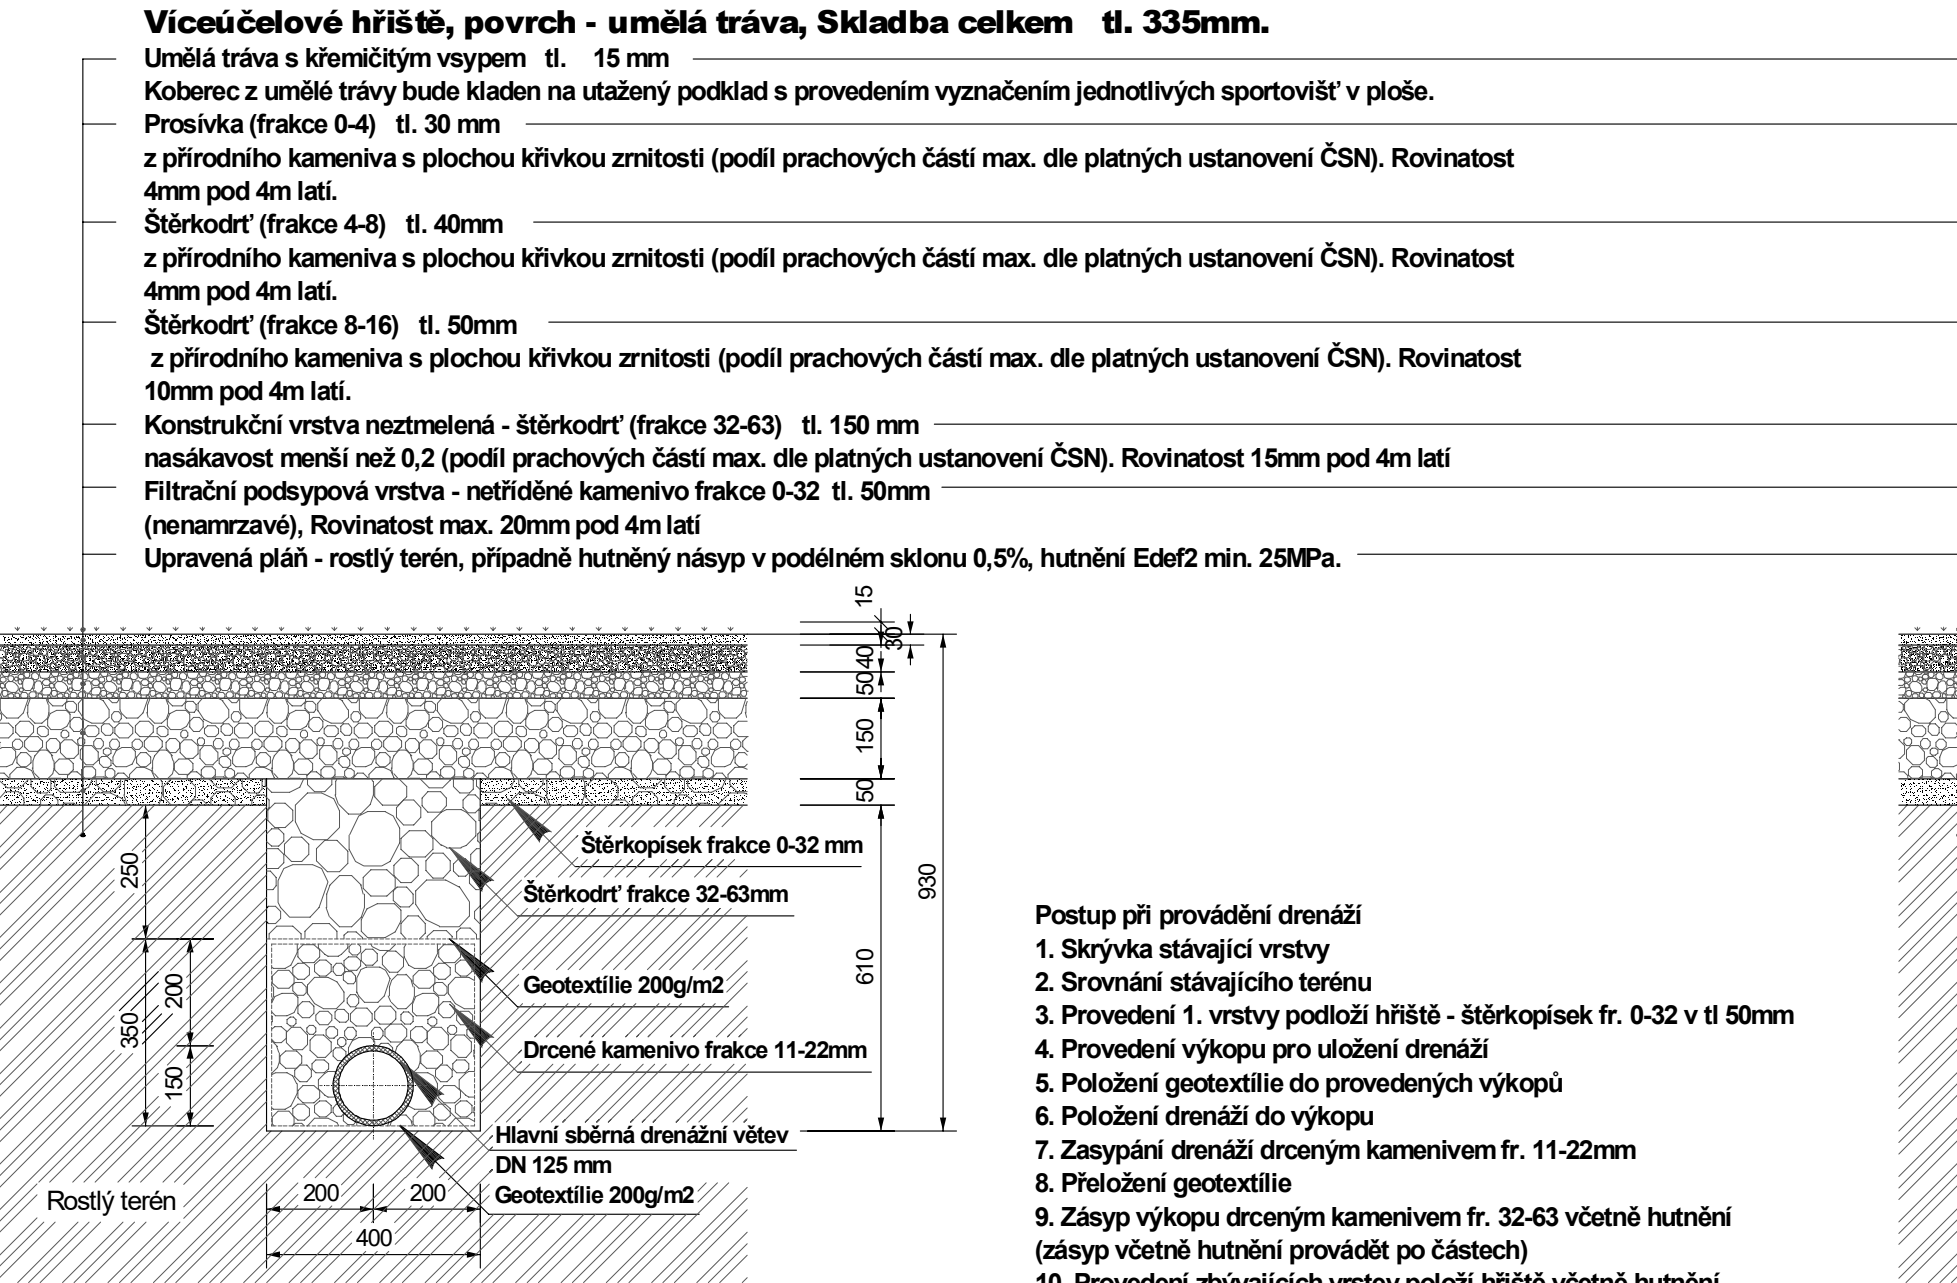 Víceúčelové hřiště, povrch - umělá tráva, Skladba celkem tl. 335mm.
Umělá tráva s křemičitým vsypem tl. 15 mm
Koberec z umělé trávy bude kladen na utažený podklad s provedením vyznačením jednotlivých sportovišť v ploše.
Prosívka (frakce 0-4) tl. 30 mm
z přírodního kameniva s plochou křivkou zrnitosti (podíl prachových částí max. dle platných ustanovení ČSN). Rovinatost
4mm pod 4m latí.
Štěrkodrť (frakce 4-8) tl. 40mm
z přírodního kameniva s plochou křivkou zrnitosti (podíl prachových částí max. dle platných ustanovení ČSN). Rovinatost
4mm pod 4m latí.
Štěrkodrť (frakce 8-16) tl. 50mm
z přírodního kameniva s plochou křivkou zrnitosti (podíl prachových částí max. dle platných ustanovení ČSN). Rovinatost
10mm pod 4m latí.
Konstrukční vrstva neztmelená - štěrkodrť (frakce 32-63) tl. 150 mm
nasákavost menší než 0,2 (podíl prachových částí max. dle platných ustanovení ČSN). Rovinatost 15mm pod 4m latí
Filtrační podsypová vrstva - netříděné kamenivo frakce 0-32 tl. 50mm
(nenamrzavé), Rovinatost max. 20mm pod 4m latí
Upravená pláň - rostlý terén, případně hutněný násyp v podélném sklonu 0,5%, hutnění Edef2 min. 25MPa.
15
30
40
50
150
50
610
930
250
350
200
150
Štěrkopísek frakce 0-32 mm
Štěrkodrť frakce 32-63mm
Geotextílie 200g/m2
Drcené kamenivo frakce 11-22mm
Hlavní sběrná drenážní větev
DN 125 mm
Geotextílie 200g/m2
Rostlý terén
200
200
400
Postup při provádění drenáží
1. Skrývka stávající vrstvy
2. Srovnání stávajícího terénu
3. Provedení 1. vrstvy podloží hřiště - štěrkopísek fr. 0-32 v tl 50mm
4. Provedení výkopu pro uložení drenáží
5. Položení geotextílie do provedených výkopů
6. Položení drenáží do výkopu
7. Zasypání drenáží drceným kamenivem fr. 11-22mm
8. Přeložení geotextílie
9. Zásyp výkopu drceným kamenivem fr. 32-63 včetně hutnění
(zásyp včetně hutnění provádět po částech)
10. Provedení zbývajících vrstev položí hřiště včetně hutnění